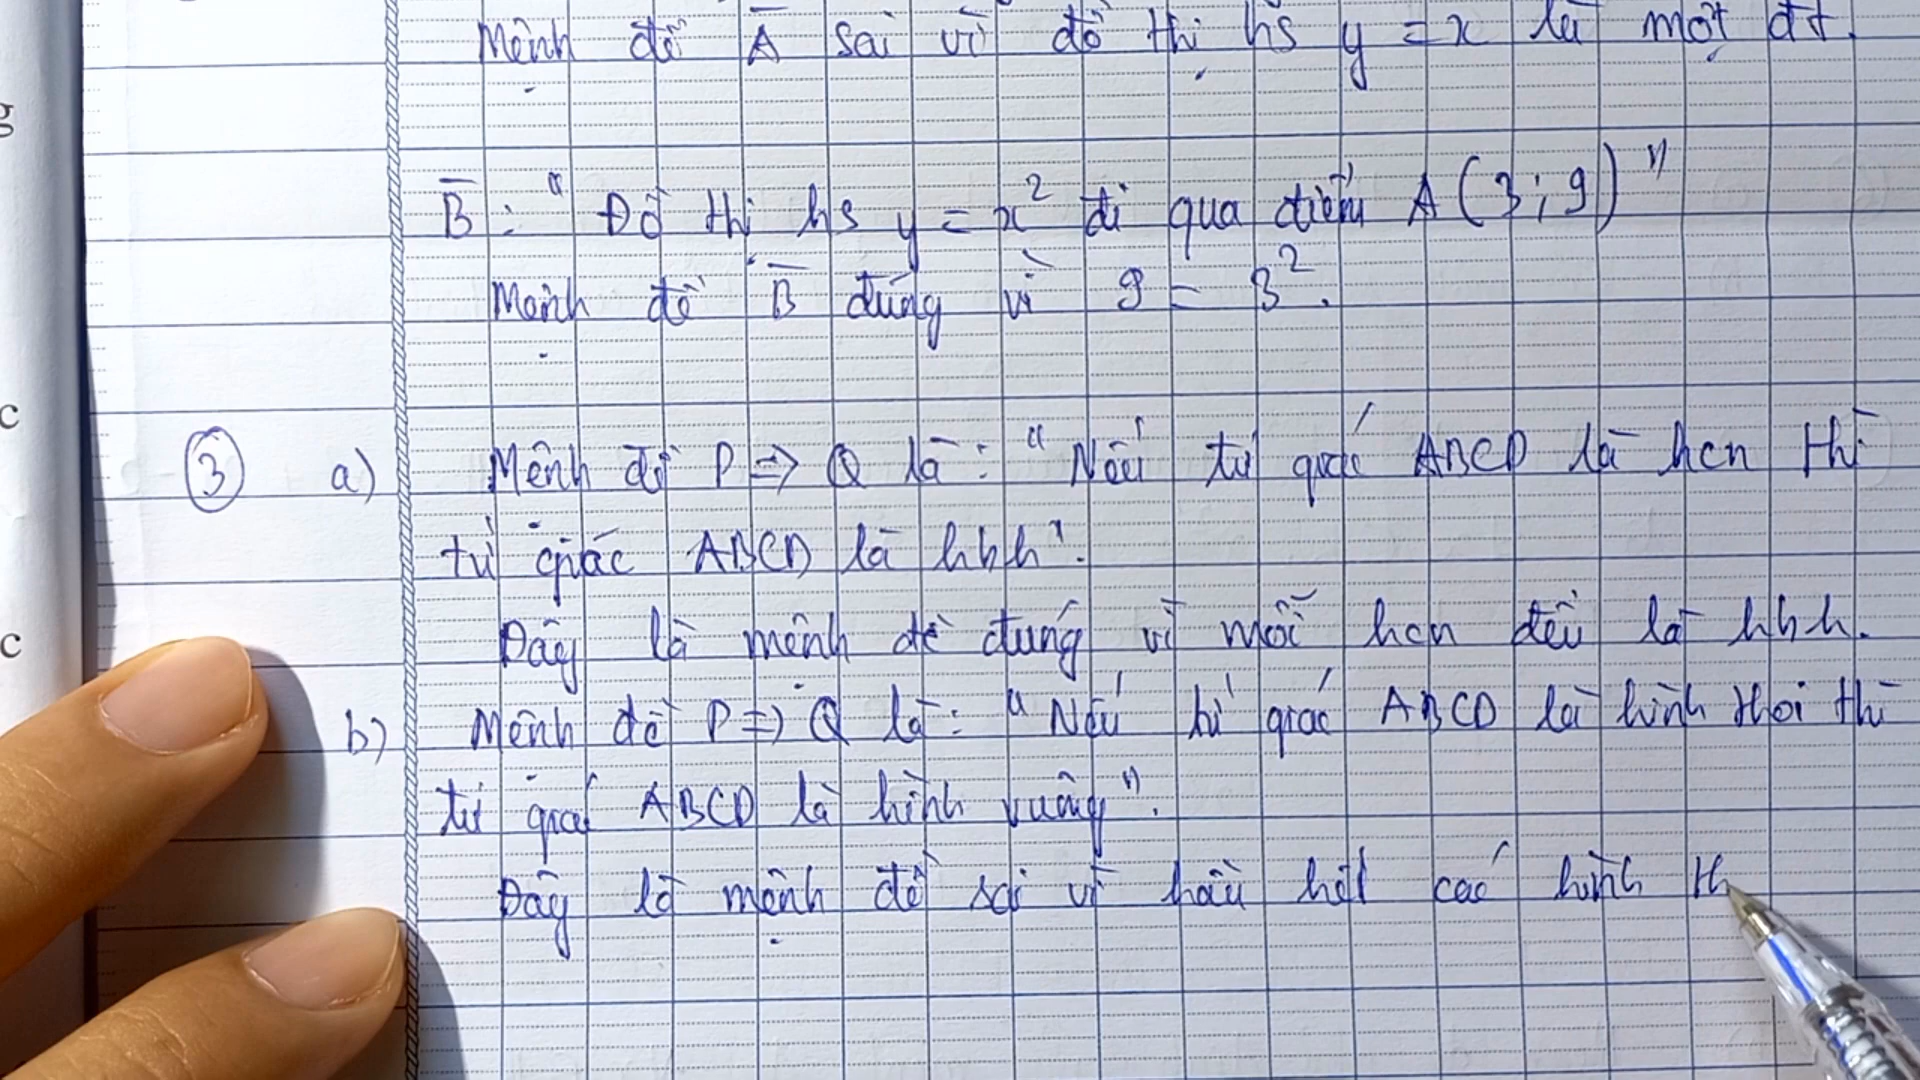 Mệnh đề A̅ sai vì đồ thị hs y = x là một đt.
B̅ : " Đồ thị hs y = x² đi qua điểm A (3 ; 9) "
Mệnh đề B̅ đúng vì 9 = 3².
③ a) Mệnh đề P => Q là : " Nếu tứ giác ABCD là hcn thì
tứ giác ABCD là hbh".
Đây là mệnh đề đúng vì mỗi hcn đều là hbh.
b) Mệnh đề P => Q là : " Nếu tứ giác ABCD là hình thoi thì
tứ giác ABCD là hình vuông".
Đây là mệnh đề sai vì hầu hết các hình th
g
c
c